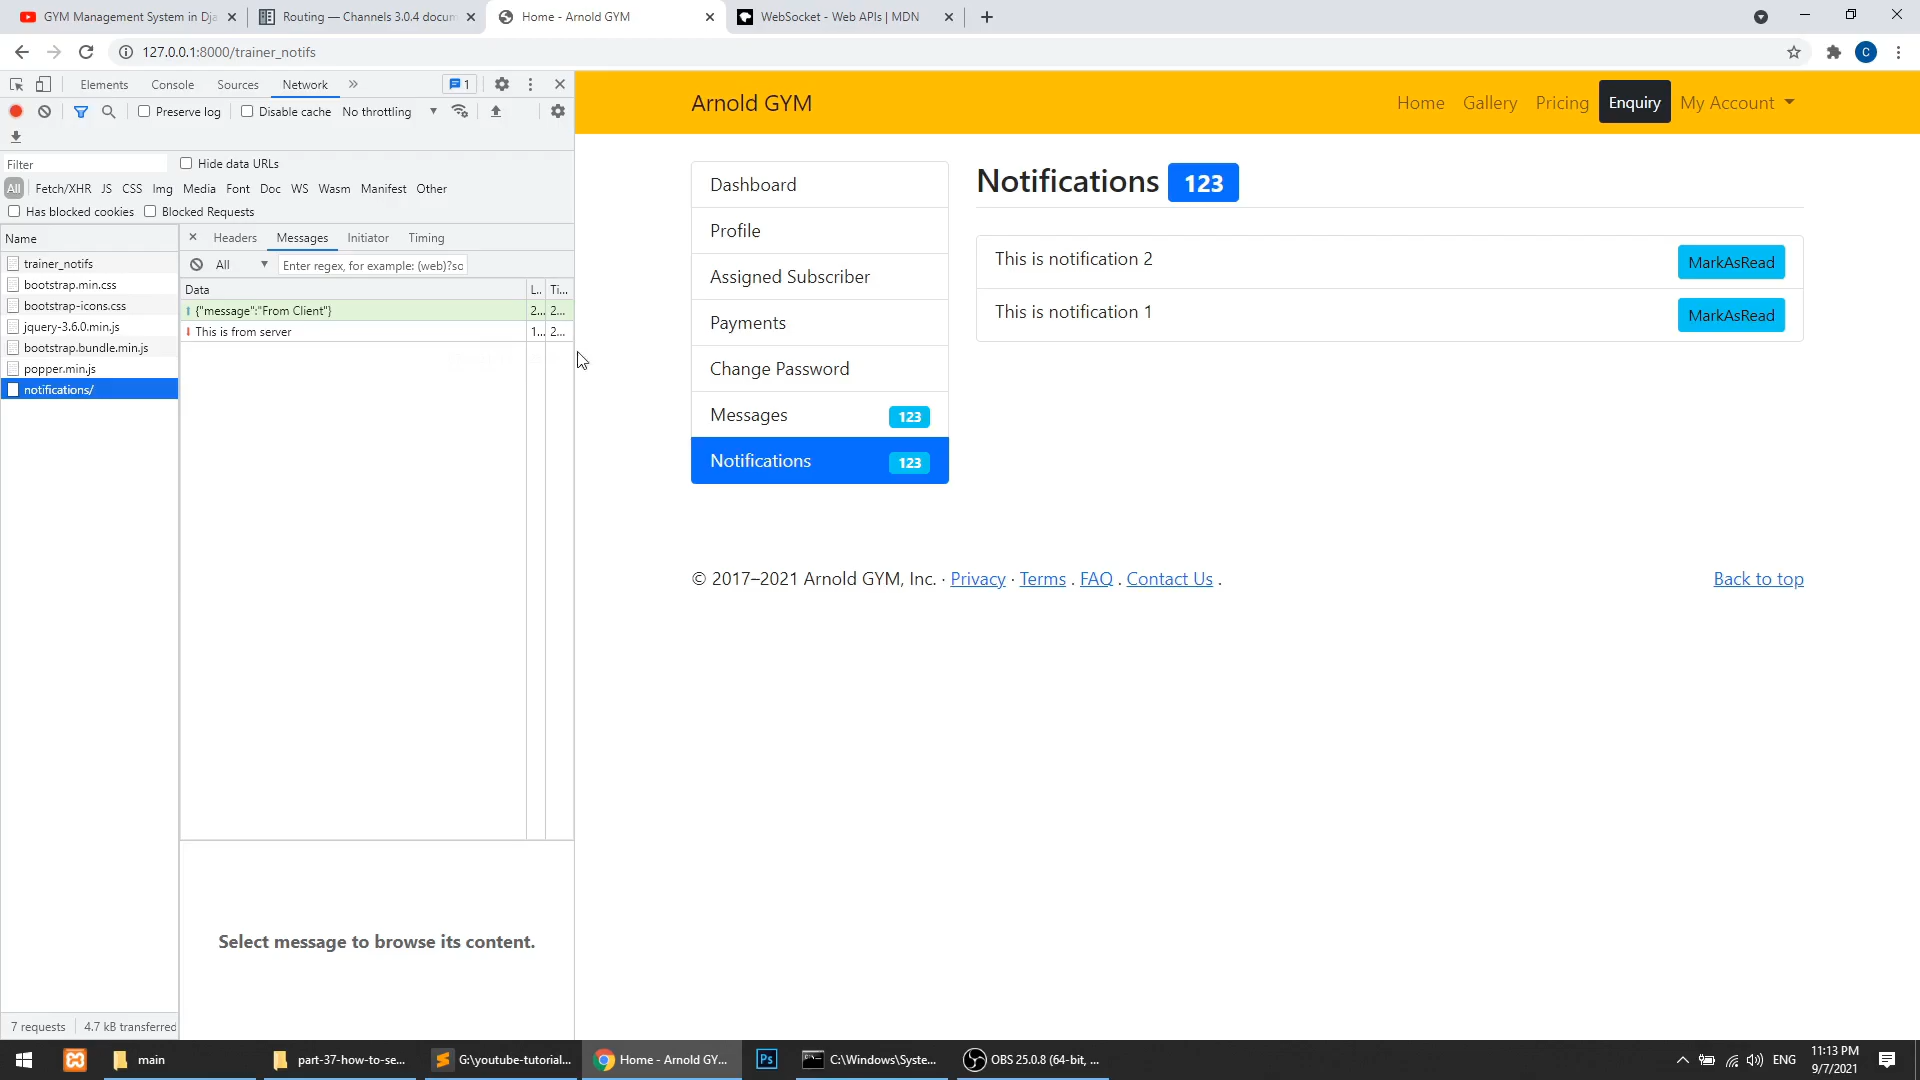 GYM Management System in Dja
Routing — Channels 3.0.4 docum
Home - Arnold GYM
WebSocket - Web APIs | MDN
127.0.0.1:8000/trainer_notifs
C
Elements
Console
Sources
Network
1
Preserve log
Disable cache
No throttling
Filter
Hide data URLs
All
Fetch/XHR
JS
CSS
Img
Media
Font
Doc
WS
Wasm
Manifest
Other
Has blocked cookies
Blocked Requests
Name
trainer_notifs
bootstrap.min.css
bootstrap-icons.css
jquery-3.6.0.min.js
bootstrap.bundle.min.js
popper.min.js
notifications/
Headers
Messages
Initiator
Timing
All
Enter regex, for example: (web)?so
Data
L..
Ti...
{"message":"From Client"}
2...
2...
This is from server
1...
2...
Select message to browse its content.
7 requests
4.7 kB transferred
Arnold GYM
Home
Gallery
Pricing
Enquiry
My Account
Dashboard
Profile
Assigned Subscriber
Payments
Change Password
Messages 123
Notifications 123
Notifications 123
This is notification 2
MarkAsRead
This is notification 1
MarkAsRead
© 2017–2021 Arnold GYM, Inc. · Privacy · Terms . FAQ . Contact Us .
Back to top
main
part-37-how-to-se...
G:\youtube-tutorial...
Home - Arnold GY...
Ps
C:\Windows\Syste...
OBS 25.0.8 (64-bit, ...
ENG
11:13 PM
9/7/2021